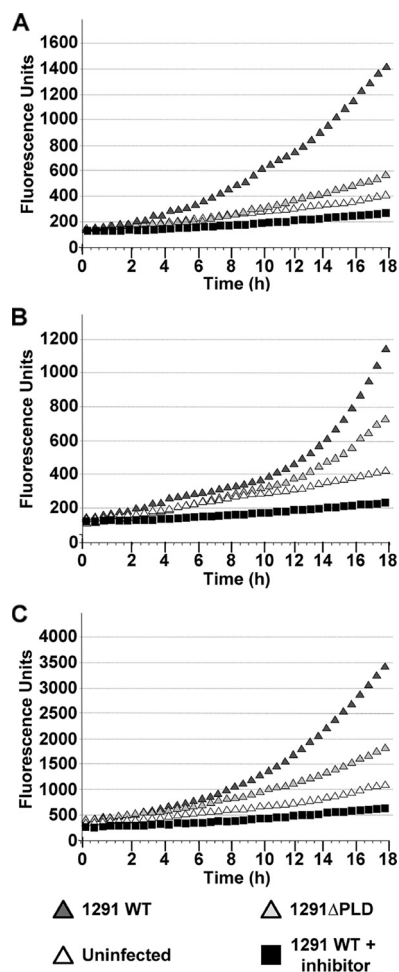 A
Fluorescence Units
1600
1400
1200
1000
800
600
400
200
0
0 2 4 6 8 10 12 14 16 18
Time (h)
B
Fluorescence Units
1200
1000
800
600
400
200
0
0 2 4 6 8 10 12 14 16 18
Time (h)
C
Fluorescence Units
4000
3500
3000
2500
2000
1500
1000
500
0
0 2 4 6 8 10 12 14 16 18
Time (h)
1291 WT
1291ΔPLD
Uninfected
1291 WT +
inhibitor